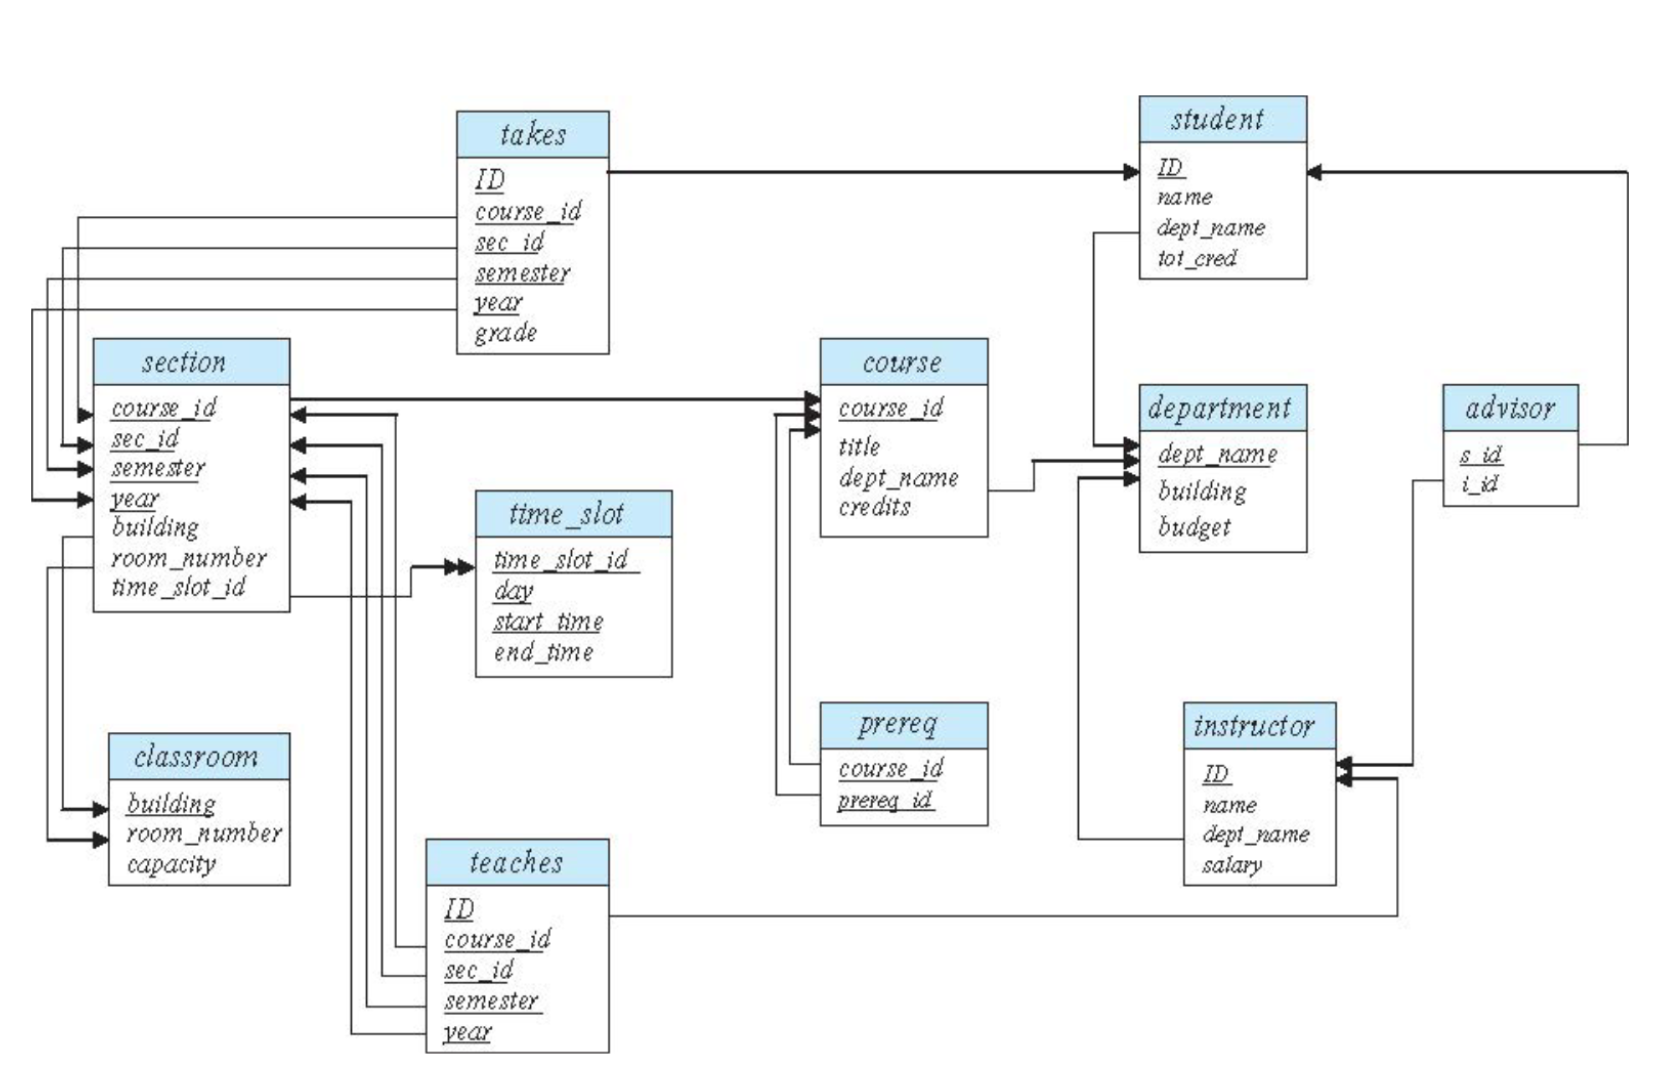 takes
ID
course_id
sec_id
semester
year
grade
student
ID
name
dept_name
tot_cred
section
course_id
sec_id
semester
year
building
room_number
time_slot_id
course
course_id
title
dept_name
credits
department
dept_name
building
budget
advisor
s_id
i_id
time_slot
time_slot_id
day
start_time
end_time
prereq
course_id
prereq_id
instructor
ID
name
dept_name
salary
classroom
building
room_number
capacity
teaches
ID
course_id
sec_id
semester
year